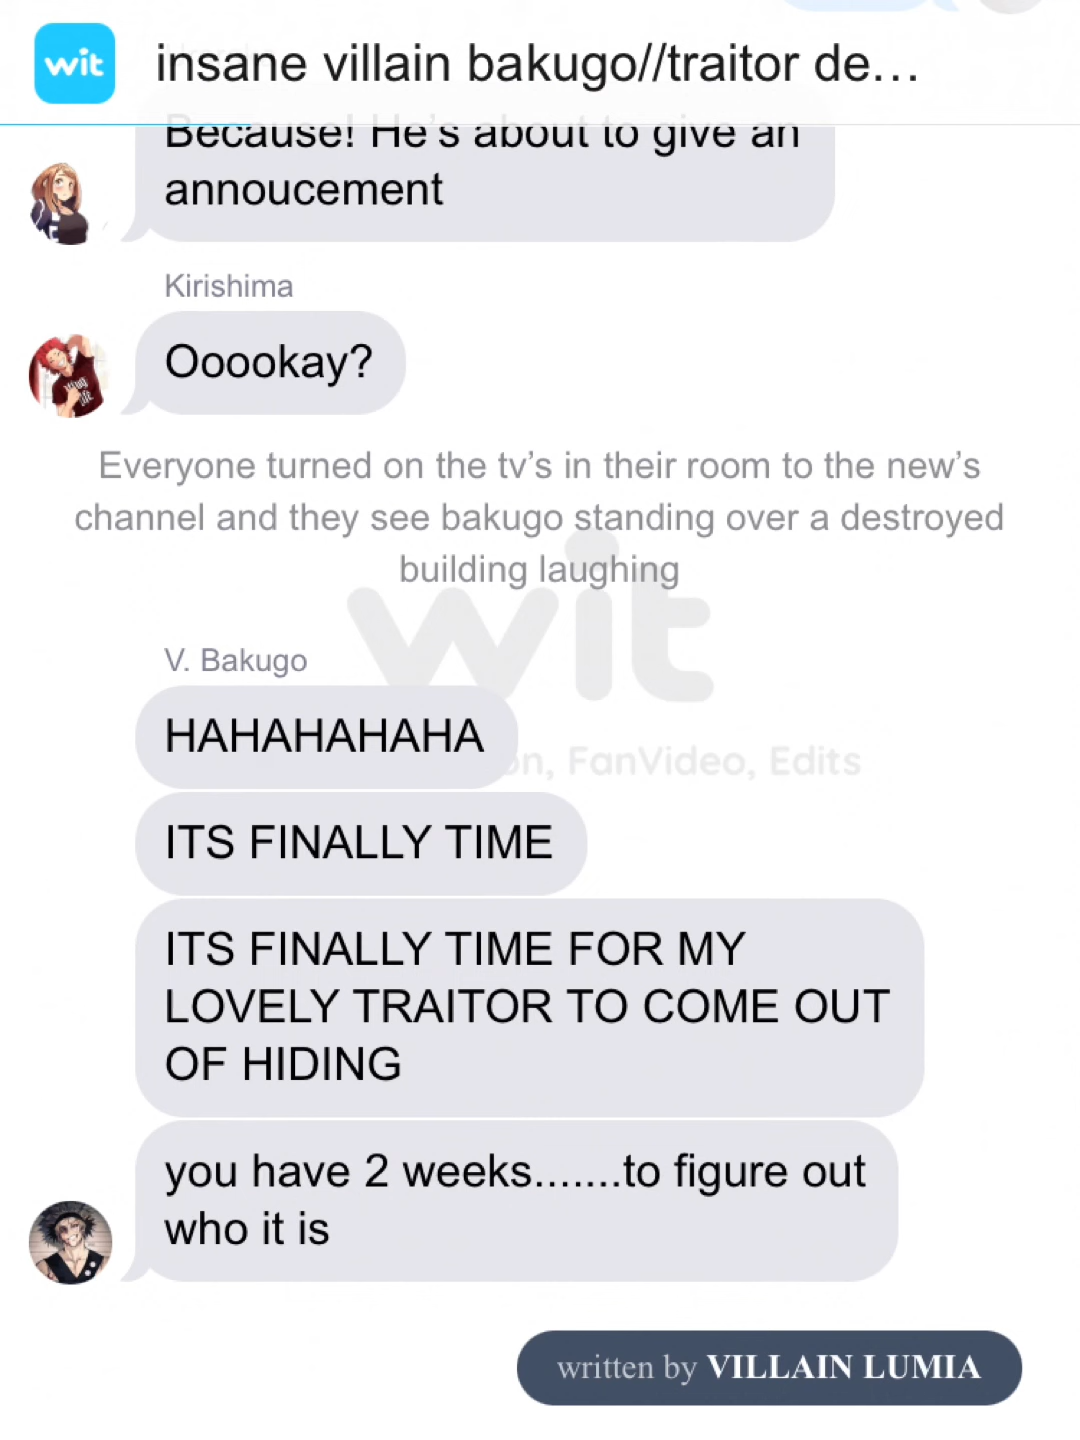 wit
insane villain bakugo//traitor de...
Because! He's about to give an
annoucement
Kirishima
Ooookay?
Everyone turned on the tv's in their room to the new's
channel and they see bakugo standing over a destroyed
building laughing
wit
V. Bakugo
HAHAHAHAHA
on, FanVideo, Edits
ITS FINALLY TIME
ITS FINALLY TIME FOR MY
LOVELY TRAITOR TO COME OUT
OF HIDING
you have 2 weeks.......to figure out
who it is
written by VILLAIN LUMIA